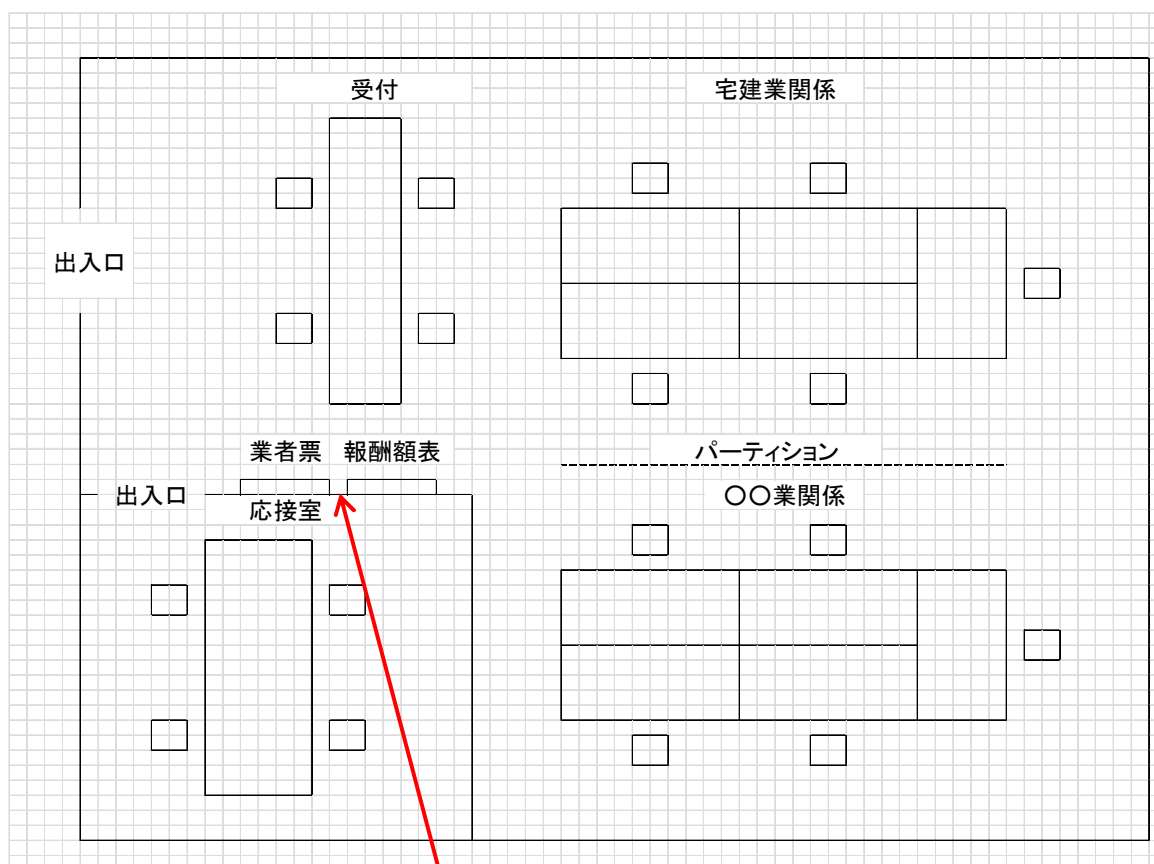 受付
宅建業関係
出入口
業者票
報酬額表
パーティション
出入口
応接室
〇〇業関係